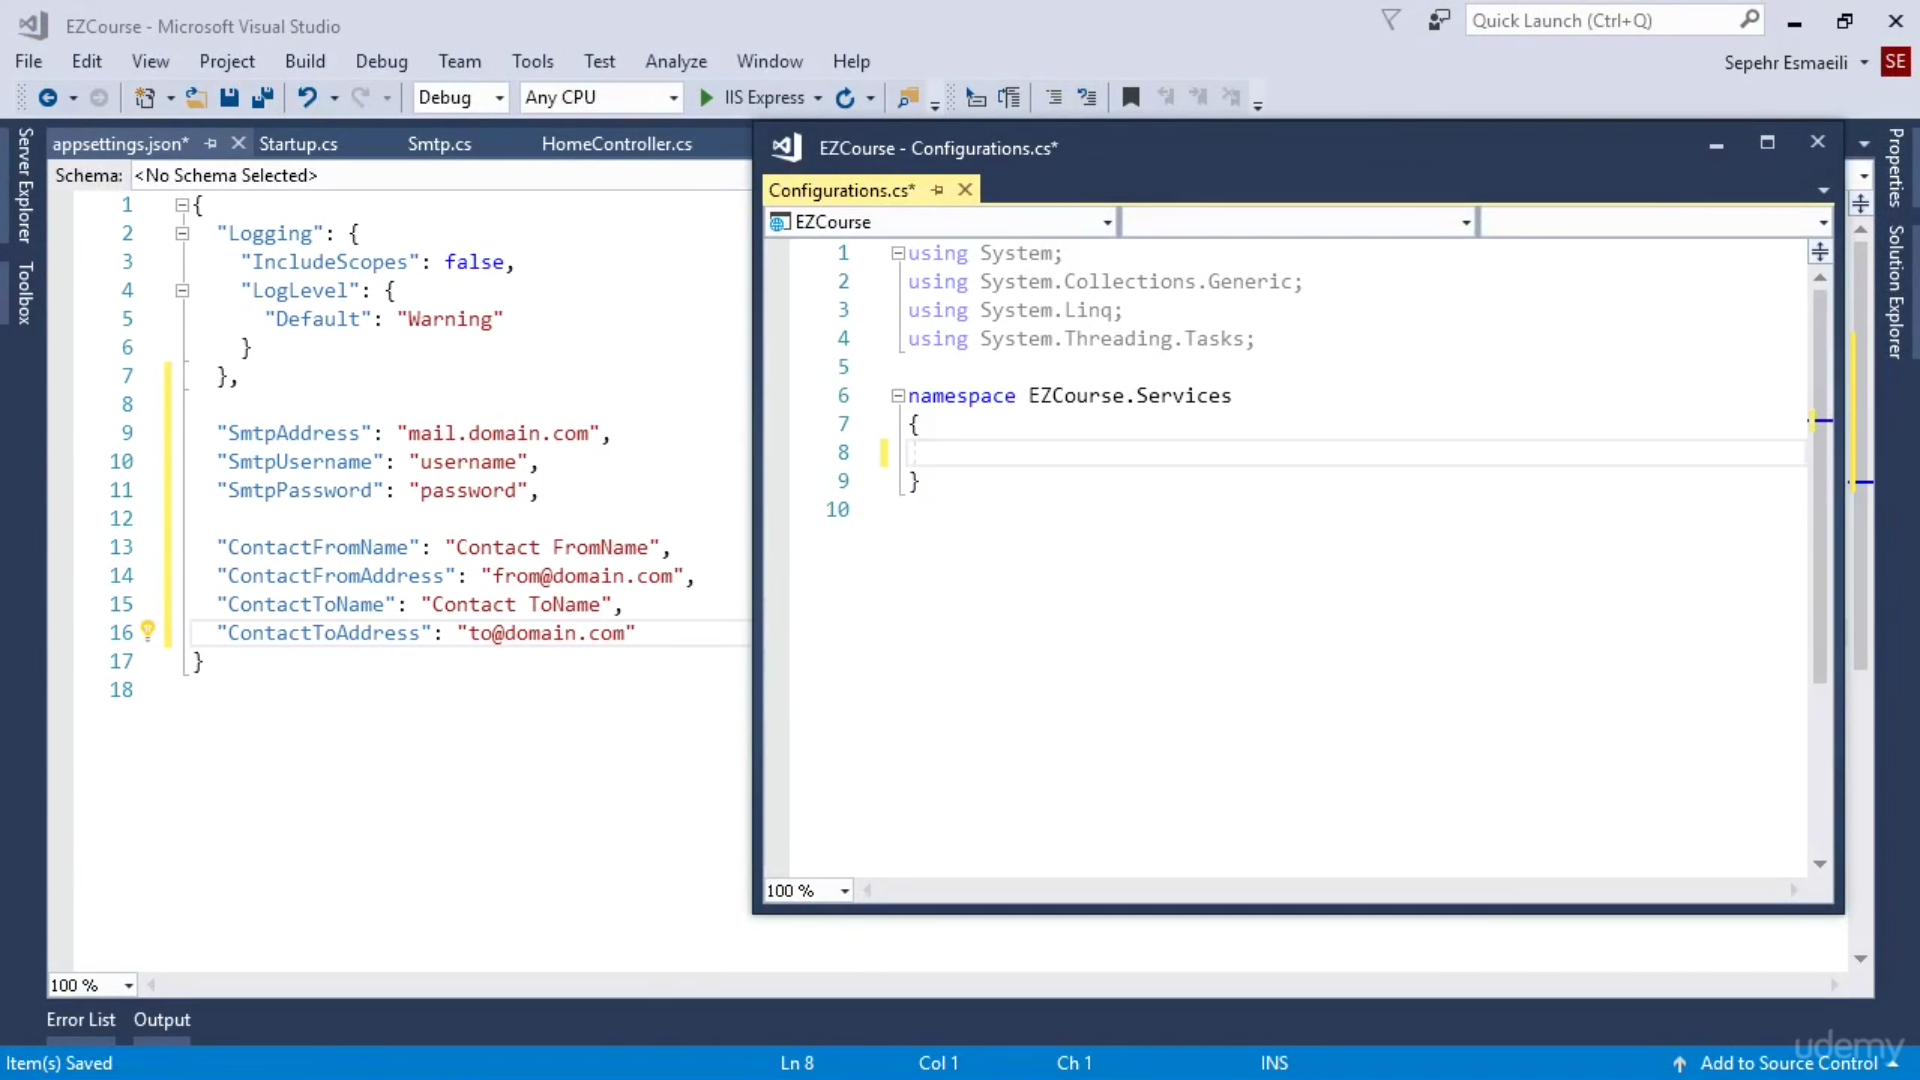 EZCourse - Microsoft Visual Studio
Quick Launch (Ctrl+Q)
File Edit View Project Build Debug Team Tools Test Analyze Window Help
Sepehr Esmaeili SE
Debug Any CPU IIS Express
Server Explorer
Toolbox
appsettings.json* Startup.cs Smtp.cs HomeController.cs
Schema: <No Schema Selected>
1 {
2 "Logging": {
3 "IncludeScopes": false,
4 "LogLevel": {
5 "Default": "Warning"
6 }
7 },
8
9 "SmtpAddress": "mail.domain.com",
10 "SmtpUsername": "username",
11 "SmtpPassword": "password",
12
13 "ContactFromName": "Contact FromName",
14 "ContactFromAddress": "from@domain.com",
15 "ContactToName": "Contact ToName",
16 "ContactToAddress": "to@domain.com"
17 }
18
100 %
EZCourse - Configurations.cs*
Configurations.cs*
EZCourse
1 using System;
2 using System.Collections.Generic;
3 using System.Linq;
4 using System.Threading.Tasks;
5
6 namespace EZCourse.Services
7 {
8
9 }
10
100 %
Properties
Solution Explorer
Error List Output
Item(s) Saved Ln 8 Col 1 Ch 1 INS Add to Source Control
udemy